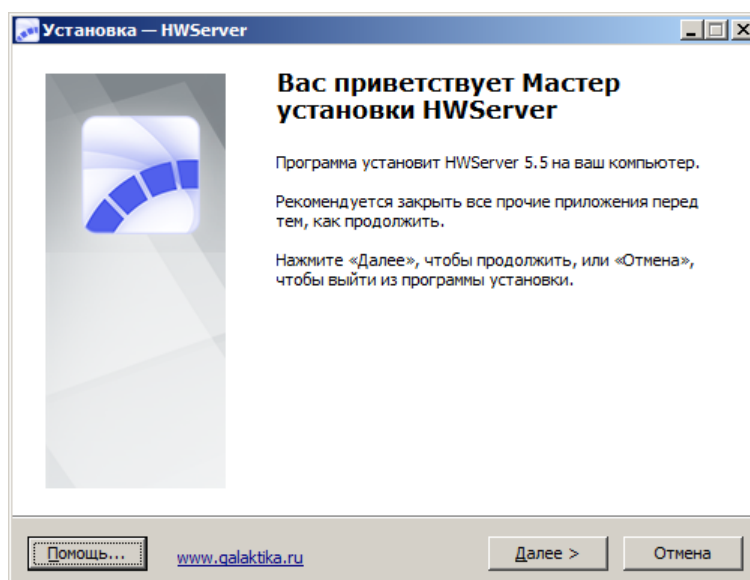 Установка — HWServer
Вас приветствует Мастер
установки HWServer
Программа установит HWServer 5.5 на ваш компьютер.
Рекомендуется закрыть все прочие приложения перед
тем, как продолжить.
Нажмите «Далее», чтобы продолжить, или «Отмена»,
чтобы выйти из программы установки.
Помощь... www.galaktika.ru Далее > Отмена